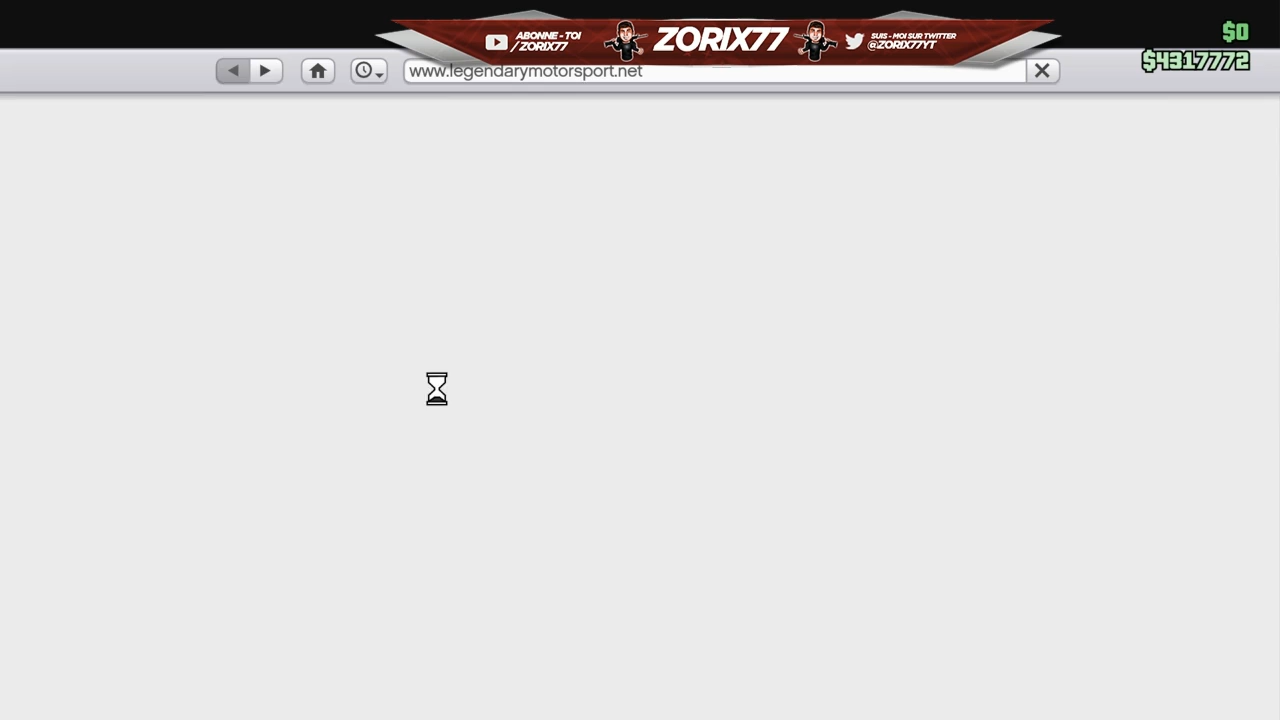 ABONNE - TOI
/ZORIX77
ZORIX77
SUIS - MOI SUR TWITTER
@ZORIX77YT
$0
$4317772
www.legendarymotorsport.net